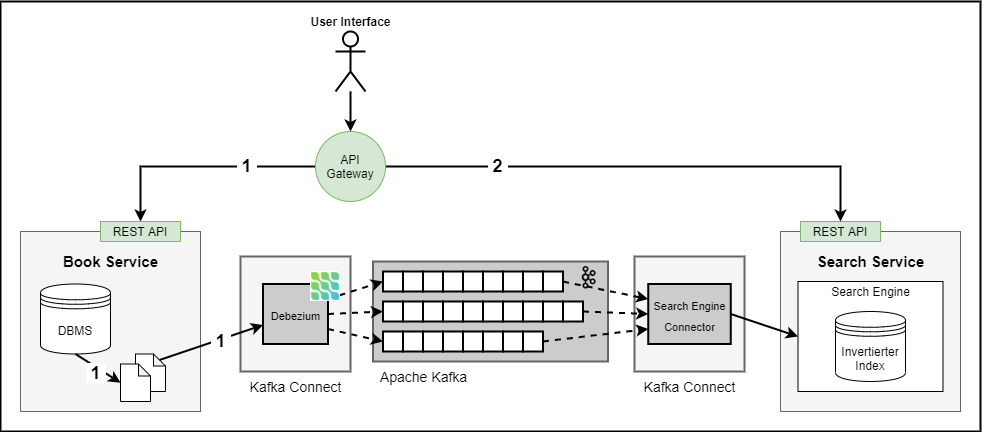 User Interface
API
Gateway
1
2
REST API
REST API
Book Service
Search Service
DBMS
1
1
Debezium
Search Engine
Connector
Search Engine
Invertierter
Index
Kafka Connect
Apache Kafka
Kafka Connect